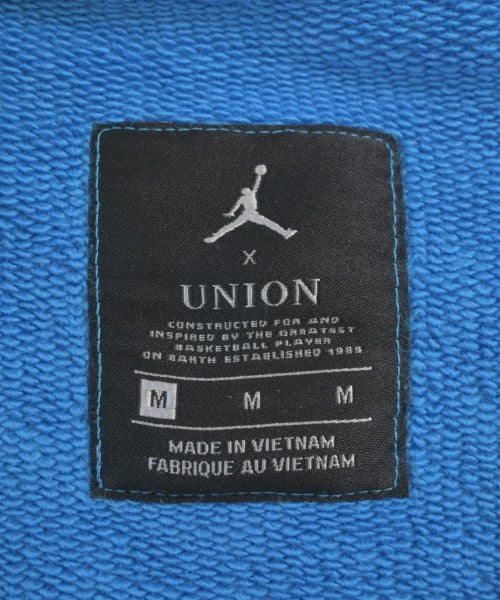 X
UNION
CONSTRUCTED FOR AND
INSPIRED BY THE GREATEST
BASKETBALL PLAYER
ON EARTH ESTABLISHED 1985
M M M
MADE IN VIETNAM
FABRIQUE AU VIETNAM